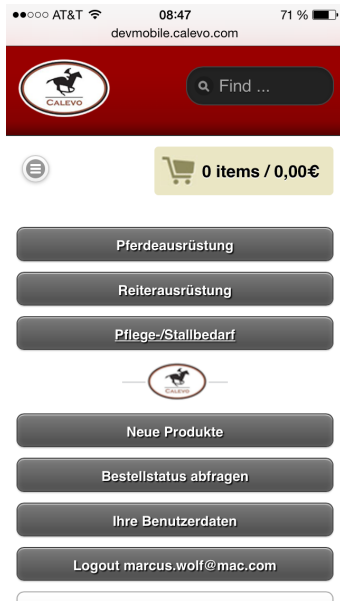 AT&T 08:47 71 %
devmobile.calevo.com
CALEVO
Find ...
0 items / 0,00€
Pferdeausrüstung
Reiterausrüstung
Pflege-/Stallbedarf
CALEVO
Neue Produkte
Bestellstatus abfragen
Ihre Benutzerdaten
Logout marcus.wolf@mac.com